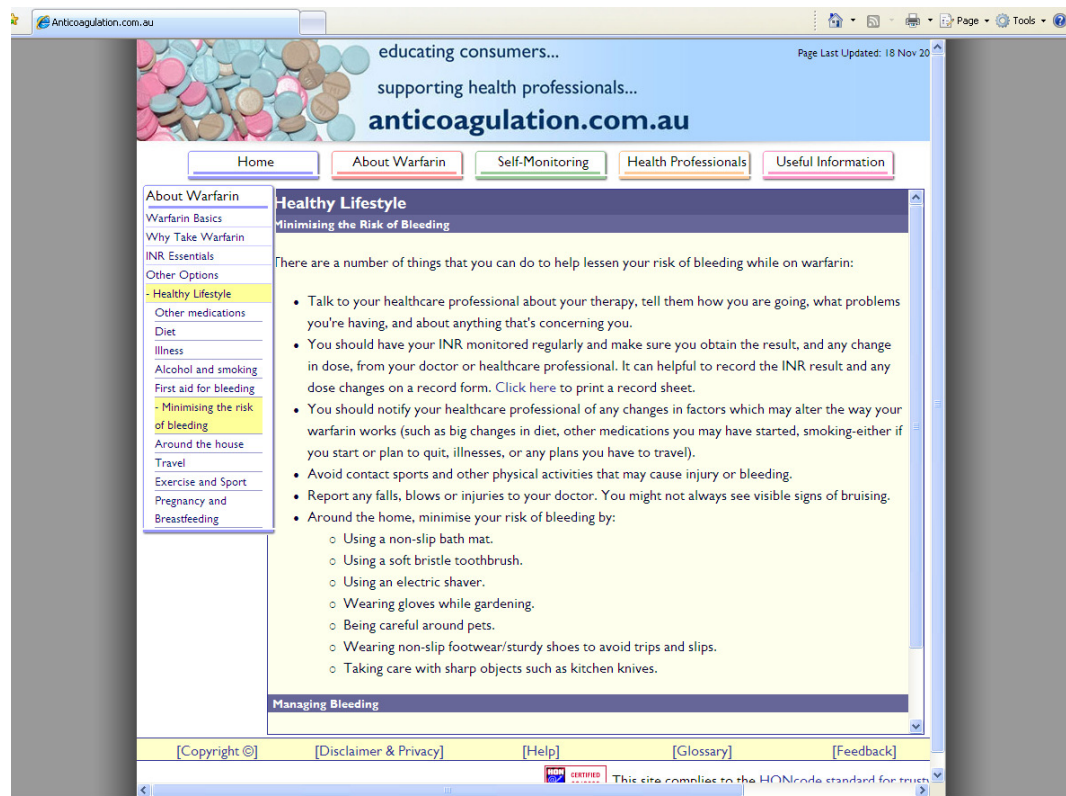 Anticoagulation.com.au
Page
Tools
educating consumers...
Page Last Updated: 18 Nov 20
supporting health professionals...
anticoagulation.com.au
Home
About Warfarin
Self-Monitoring
Health Professionals
Useful Information
About Warfarin
Warfarin Basics
Why Take Warfarin
INR Essentials
Other Options
- Healthy Lifestyle
Other medications
Diet
Illness
Alcohol and smoking
First aid for bleeding
- Minimising the risk
of bleeding
Around the house
Travel
Exercise and Sport
Pregnancy and
Breastfeeding
Healthy Lifestyle
Minimising the Risk of Bleeding
There are a number of things that you can do to help lessen your risk of bleeding while on warfarin:
• Talk to your healthcare professional about your therapy, tell them how you are going, what problems
you're having, and about anything that's concerning you.
• You should have your INR monitored regularly and make sure you obtain the result, and any change
in dose, from your doctor or healthcare professional. It can helpful to record the INR result and any
dose changes on a record form. Click here to print a record sheet.
• You should notify your healthcare professional of any changes in factors which may alter the way your
warfarin works (such as big changes in diet, other medications you may have started, smoking-either if
you start or plan to quit, illnesses, or any plans you have to travel).
• Avoid contact sports and other physical activities that may cause injury or bleeding.
• Report any falls, blows or injuries to your doctor. You might not always see visible signs of bruising.
• Around the home, minimise your risk of bleeding by:
o Using a non-slip bath mat.
o Using a soft bristle toothbrush.
o Using an electric shaver.
o Wearing gloves while gardening.
o Being careful around pets.
o Wearing non-slip footwear/sturdy shoes to avoid trips and slips.
o Taking care with sharp objects such as kitchen knives.
Managing Bleeding
[Copyright ©]
[Disclaimer & Privacy]
[Help]
[Glossary]
[Feedback]
HON
CERTIFIED
This site complies to the HONcode standard for trust